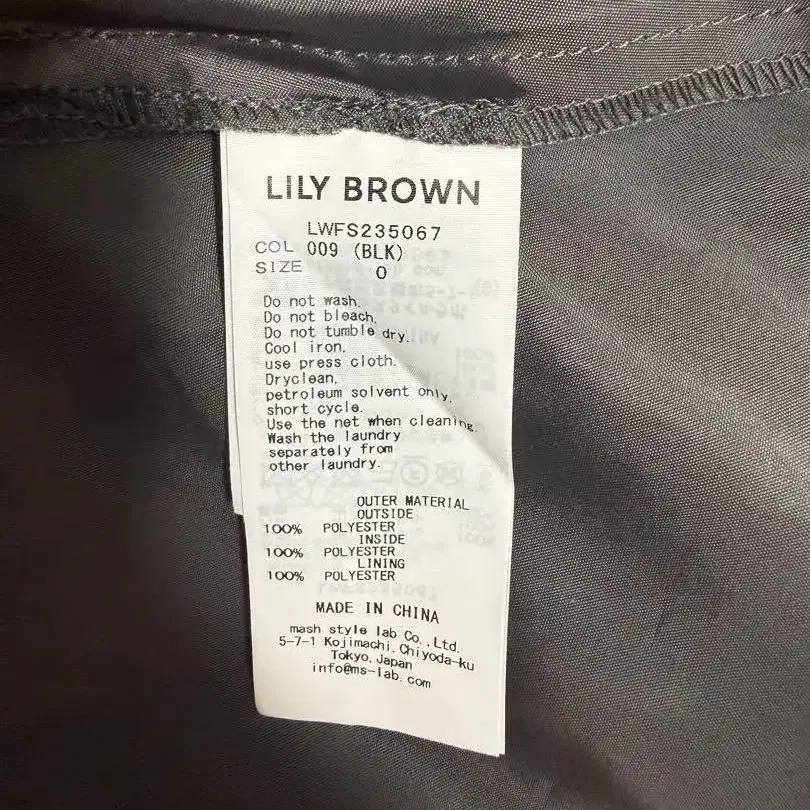 LILY BROWN
LWFS235067
COL 009 (BLK)
SIZE 0
Do not wash.
Do not bleach.
Do not tumble dry.
Cool iron.
use press cloth.
Dryclean,
petroleum solvent only,
short cycle.
Use the net when cleaning.
Wash the laundry
separately from
other laundry.
OUTER MATERIAL
OUTSIDE
100% POLYESTER
INSIDE
100% POLYESTER
LINING
100% POLYESTER
MADE IN CHINA
mash style lab Co.,Ltd.
5-7-1 Kojimachi,Chiyoda-ku
Tokyo,Japan
info@ms-lab.com